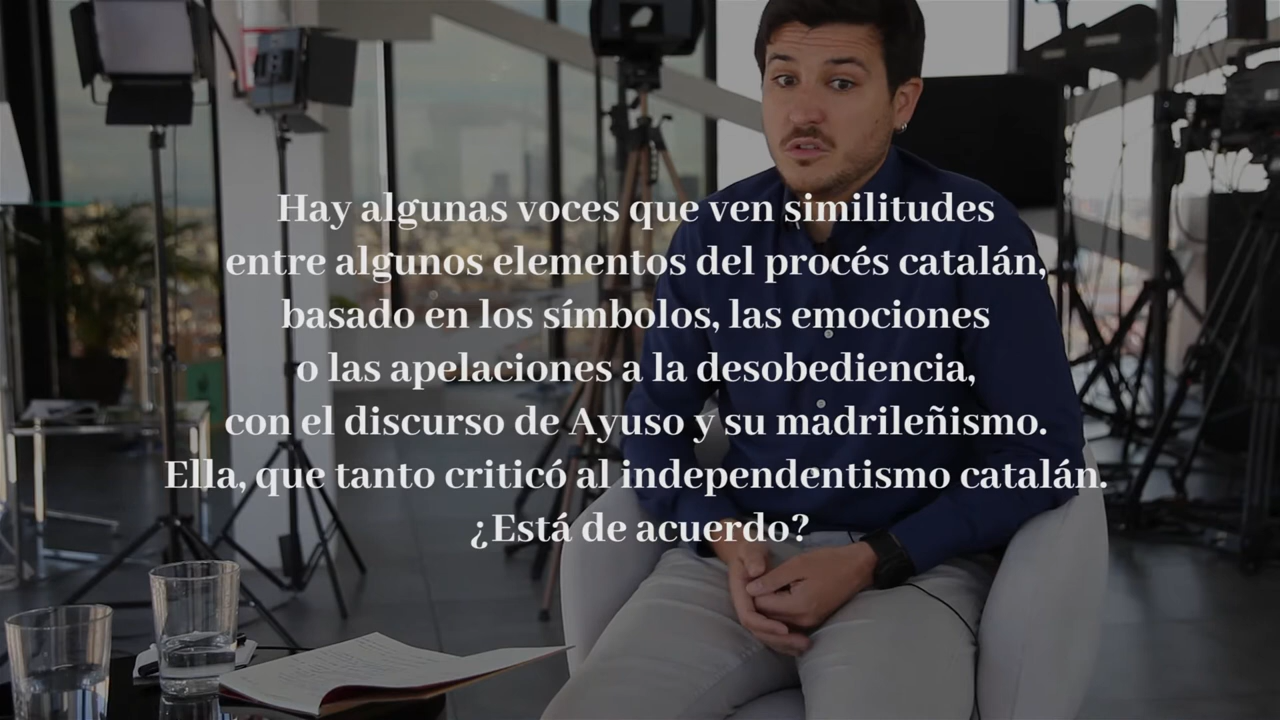 Hay algunas voces que ven similitudes
entre algunos elementos del procés catalán,
basado en los símbolos, las emociones
o las apelaciones a la desobediencia,
con el discurso de Ayuso y su madrileñismo.
Ella, que tanto criticó al independentismo catalán.
¿Está de acuerdo?